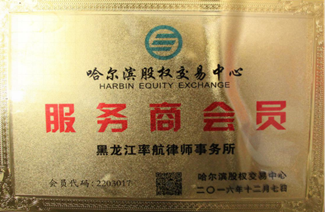 哈尔滨股权交易中心
HARBIN EQUITY EXCHANGE
服务商会员
黑龙江率航律师事务所
会员代码：2203017
哈尔滨股权交易中心
二〇一六年十二月七日